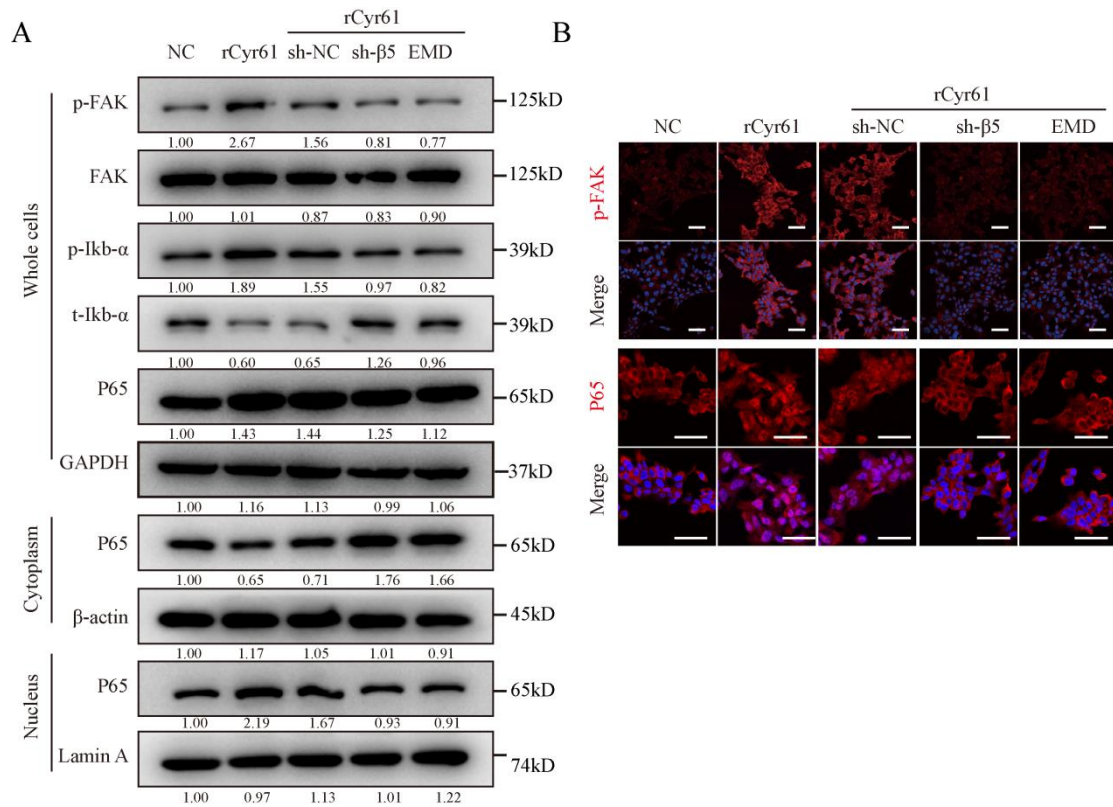 A
rCyr61
NC rCyr61 sh-NC sh-β5 EMD
Whole cells
p-FAK 125kD
1.00 2.67 1.56 0.81 0.77
FAK 125kD
1.00 1.01 0.87 0.83 0.90
p-Ikb-α 39kD
1.00 1.89 1.55 0.97 0.82
t-Ikb-α 39kD
1.00 0.60 0.65 1.26 0.96
P65 65kD
1.00 1.43 1.44 1.25 1.12
GAPDH 37kD
1.00 1.16 1.13 0.99 1.06
Cytoplasm
P65 65kD
1.00 0.65 0.71 1.76 1.66
β-actin 45kD
1.00 1.17 1.05 1.01 0.91
Nucleus
P65 65kD
1.00 2.19 1.67 0.93 0.91
Lamin A 74kD
1.00 0.97 1.13 1.01 1.22
B
rCyr61
NC rCyr61 sh-NC sh-β5 EMD
p-FAK
Merge
P65
Merge